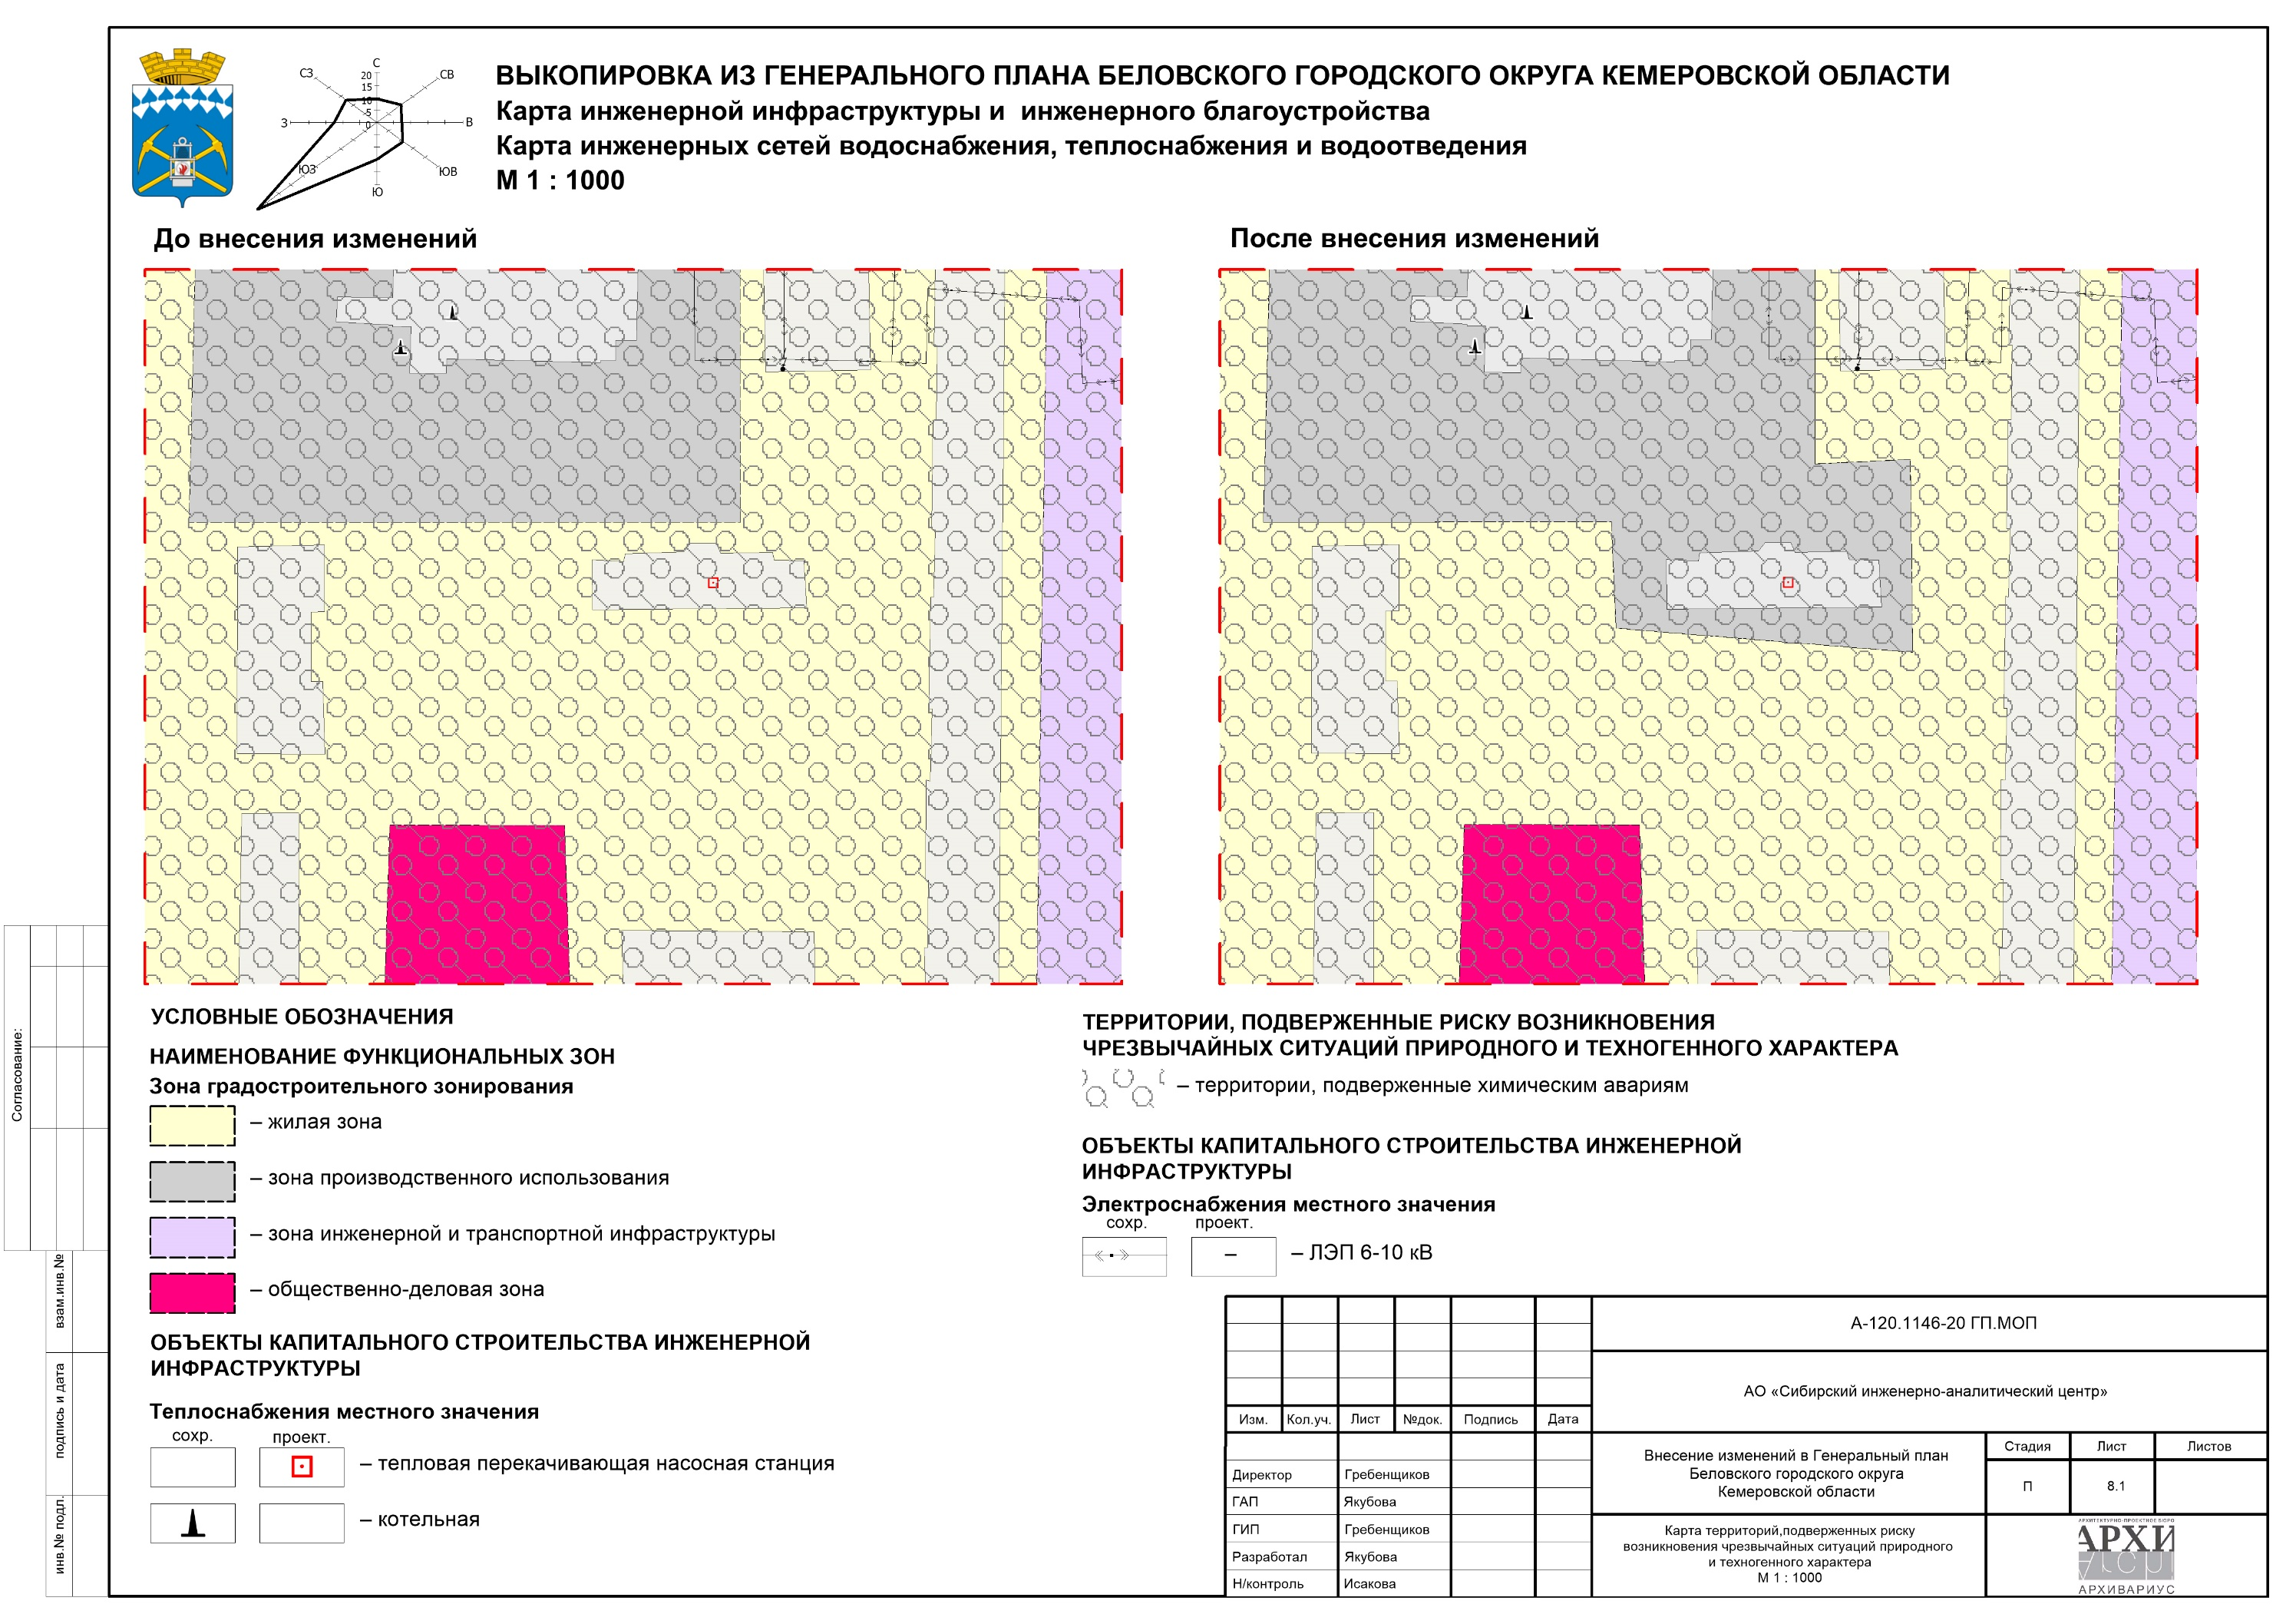 ВЫКОПИРОВКА ИЗ ГЕНЕРАЛЬНОГО ПЛАНА БЕЛОВСКОГО ГОРОДСКОГО ОКРУГА КЕМЕРОВСКОЙ ОБЛАСТИ
Карта инженерной инфраструктуры и инженерного благоустройства
Карта инженерных сетей водоснабжения, теплоснабжения и водоотведения
М 1 : 1000
С
СВ
В
ЮВ
Ю
ЮЗ
З
СЗ
20
15
10
5
0
До внесения изменений
После внесения изменений
УСЛОВНЫЕ ОБОЗНАЧЕНИЯ
НАИМЕНОВАНИЕ ФУНКЦИОНАЛЬНЫХ ЗОН
Зона градостроительного зонирования
– жилая зона
– зона производственного использования
– зона инженерной и транспортной инфраструктуры
– общественно-деловая зона
ОБЪЕКТЫ КАПИТАЛЬНОГО СТРОИТЕЛЬСТВА ИНЖЕНЕРНОЙ
ИНФРАСТРУКТУРЫ
Теплоснабжения местного значения
сохр. проект.
– тепловая перекачивающая насосная станция
– котельная
ТЕРРИТОРИИ, ПОДВЕРЖЕННЫЕ РИСКУ ВОЗНИКНОВЕНИЯ
ЧРЕЗВЫЧАЙНЫХ СИТУАЦИЙ ПРИРОДНОГО И ТЕХНОГЕННОГО ХАРАКТЕРА
– территории, подверженные химическим авариям
ОБЪЕКТЫ КАПИТАЛЬНОГО СТРОИТЕЛЬСТВА ИНЖЕНЕРНОЙ
ИНФРАСТРУКТУРЫ
Электроснабжения местного значения
сохр. проект.
– ЛЭП 6-10 кВ
Согласование:
взам.инв.№
подпись и дата
инв.№ подл.
А-120.1146-20 ГП.МОП
АО «Сибирский инженерно-аналитический центр»
Изм. Кол.уч. Лист №док. Подпись Дата
Директор Гребенщиков
ГАП Якубова
ГИП Гребенщиков
Разработал Якубова
Н/контроль Исакова
Внесение изменений в Генеральный план
Беловского городского округа
Кемеровской области
Стадия Лист Листов
П 8.1
Карта территорий,подверженных риску
возникновения чрезвычайных ситуаций природного
и техногенного характера
М 1 : 1000
АРХИТЕКТУРНО-ПРОЕКТНОЕ БЮРО
АРХИ
АРХИВАРИУС